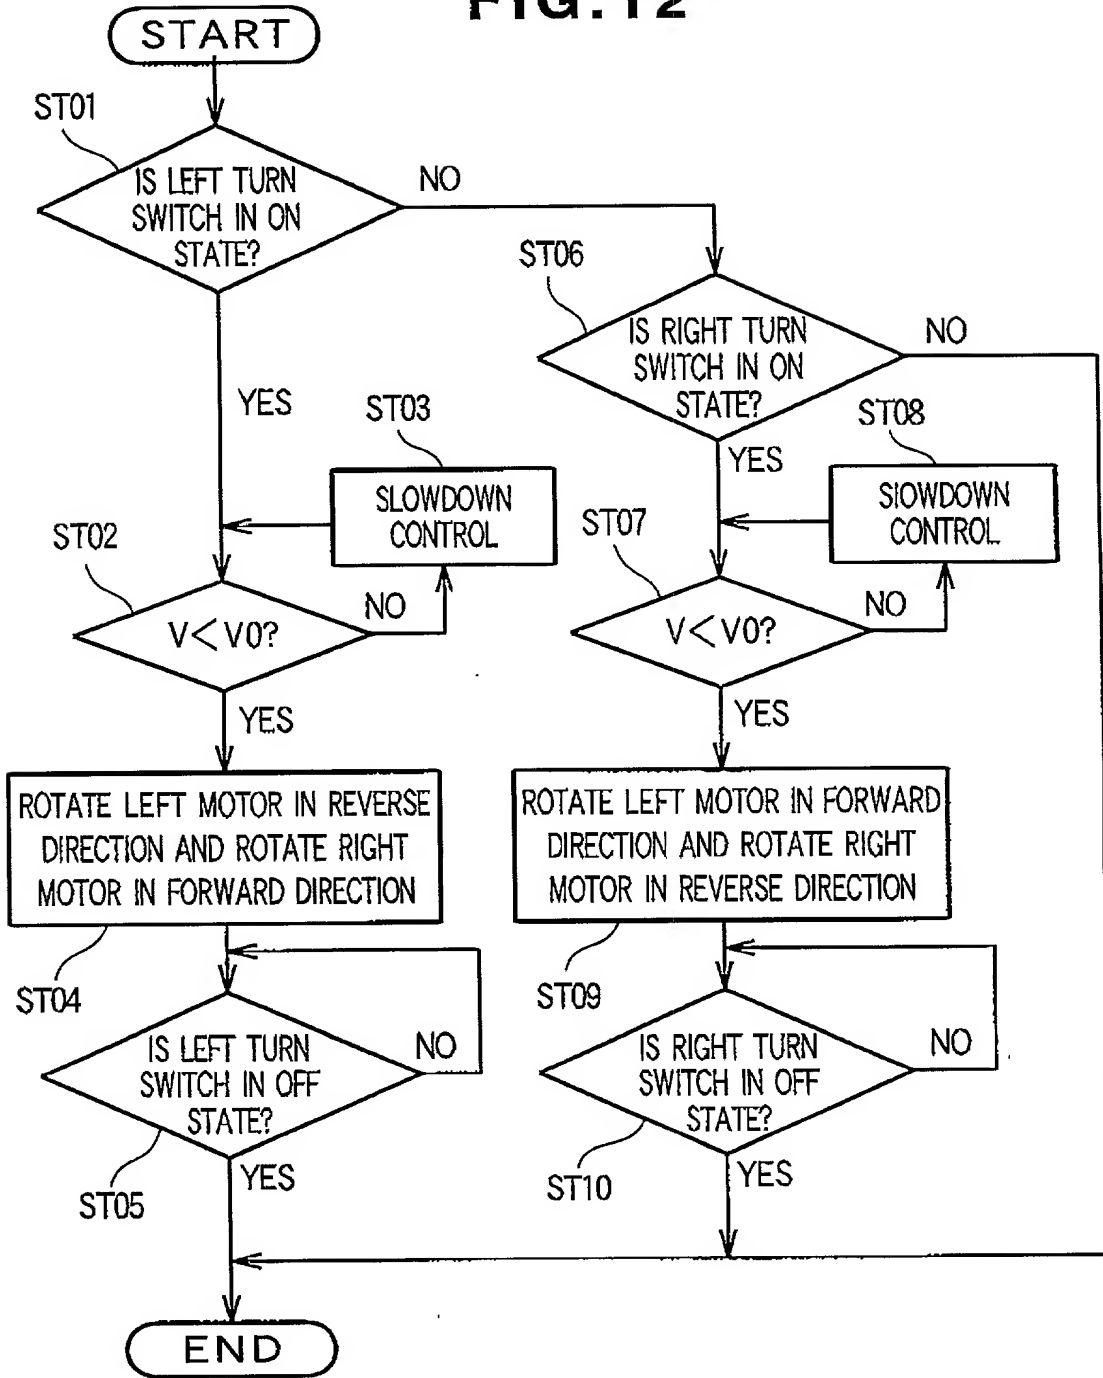 FIG.12
START
ST01
IS LEFT TURN
SWITCH IN ON
STATE?
NO
YES
ST06
IS RIGHT TURN
SWITCH IN ON
STATE?
NO
YES
ST03
SLOWDOWN
CONTROL
ST02
V<V0?
NO
YES
ST08
SIOWDOWN
CONTROL
ST07
V<V0?
NO
YES
ROTATE LEFT MOTOR IN REVERSE
DIRECTION AND ROTATE RIGHT
MOTOR IN FORWARD DIRECTION
ST04
ROTATE LEFT MOTOR IN FORWARD
DIRECTION AND ROTATE RIGHT
MOTOR IN REVERSE DIRECTION
ST09
IS LEFT TURN
SWITCH IN OFF
STATE?
NO
YES
ST05
IS RIGHT TURN
SWITCH IN OFF
STATE?
NO
YES
ST10
END